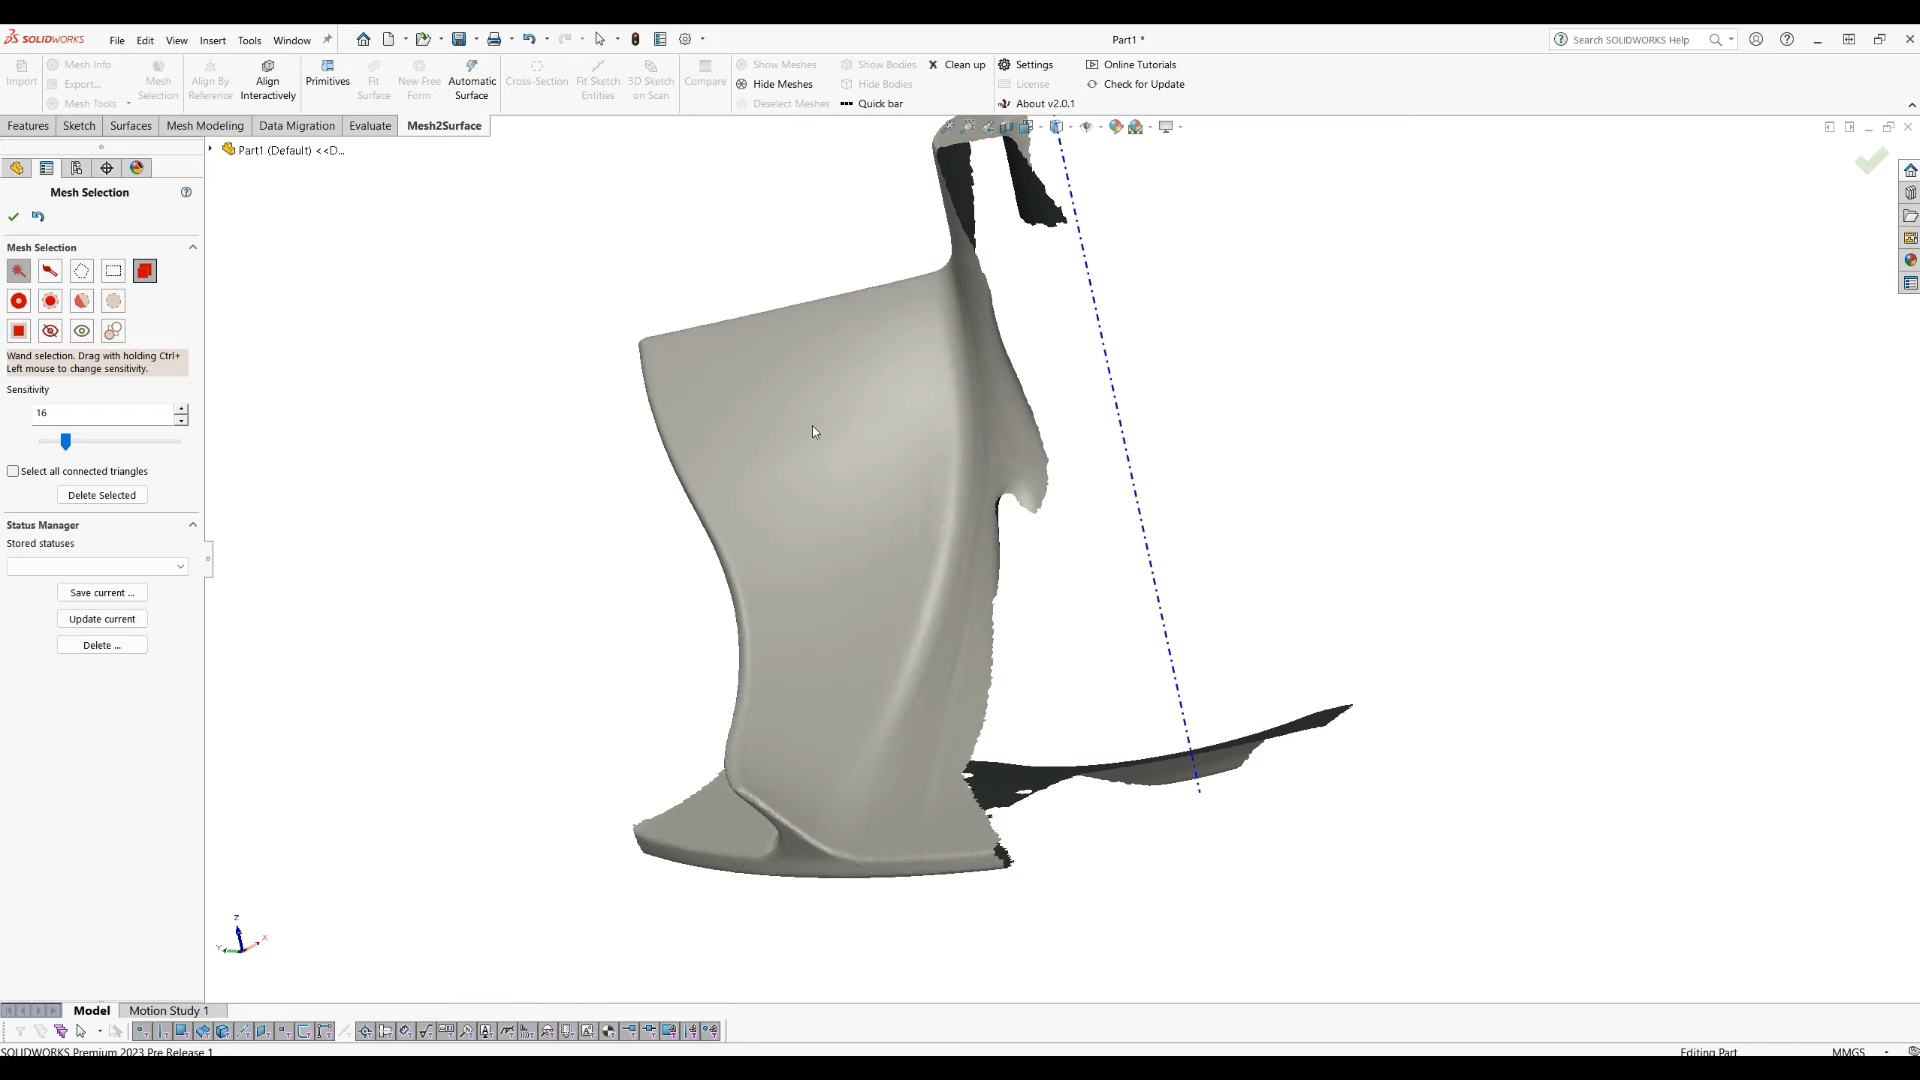 SOLIDWORKS File Edit View Insert Tools Window Part1 * Search SOLIDWORKS Help
Import Mesh Info Export... Mesh Tools Mesh Selection Align By Reference Align Interactively Primitives Fit Surface New Free Form Automatic Surface Cross-Section Fit Sketch Entities 3D Sketch on Scan Compare Show Meshes Hide Meshes Deselect Meshes Show Bodies Hide Bodies Quick bar Clean up Settings License About v2.0.1 Online Tutorials Check for Update
Features Sketch Surfaces Mesh Modeling Data Migration Evaluate Mesh2Surface
Part1 (Default) <<D...
Mesh Selection
Mesh Selection
Wand selection. Drag with holding Ctrl+
Left mouse to change sensitivity.
Sensitivity
16
Select all connected triangles
Delete Selected
Status Manager
Stored statuses
Save current ...
Update current
Delete ...
Z
Y X
Model Motion Study 1
SOLIDWORKS Premium 2023 Pre Release 1 Editing Part MMGS